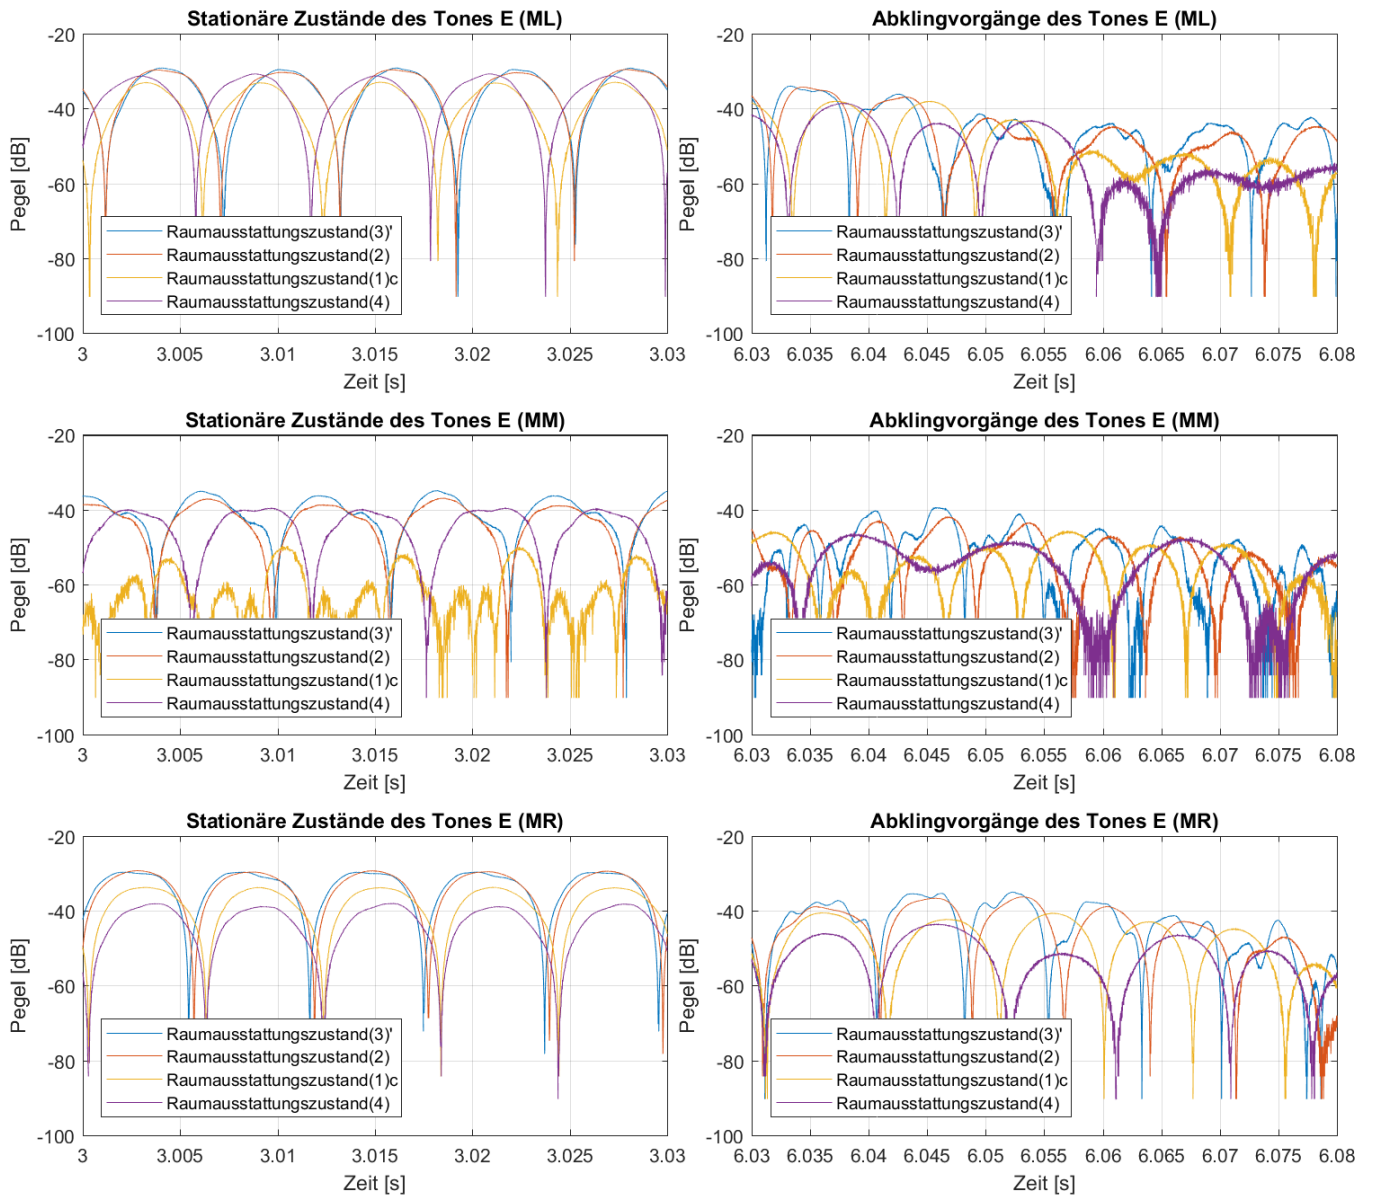 Stationäre Zustände des Tones E (ML)
-20
-40
-60
-80
-100
Pegel [dB]
Raumausstattungszustand(3)'
Raumausstattungszustand(2)
Raumausstattungszustand(1)c
Raumausstattungszustand(4)
3 3.005 3.01 3.015 3.02 3.025 3.03
Zeit [s]
Abklingvorgänge des Tones E (ML)
-20
-40
-60
-80
-100
Pegel [dB]
Raumausstattungszustand(3)'
Raumausstattungszustand(2)
Raumausstattungszustand(1)c
Raumausstattungszustand(4)
6.03 6.035 6.04 6.045 6.05 6.055 6.06 6.065 6.07 6.075 6.08
Zeit [s]
Stationäre Zustände des Tones E (MM)
-20
-40
-60
-80
-100
Pegel [dB]
Raumausstattungszustand(3)'
Raumausstattungszustand(2)
Raumausstattungszustand(1)c
Raumausstattungszustand(4)
3 3.005 3.01 3.015 3.02 3.025 3.03
Zeit [s]
Abklingvorgänge des Tones E (MM)
-20
-40
-60
-80
-100
Pegel [dB]
Raumausstattungszustand(3)'
Raumausstattungszustand(2)
Raumausstattungszustand(1)c
Raumausstattungszustand(4)
6.03 6.035 6.04 6.045 6.05 6.055 6.06 6.065 6.07 6.075 6.08
Zeit [s]
Stationäre Zustände des Tones E (MR)
-20
-40
-60
-80
-100
Pegel [dB]
Raumausstattungszustand(3)'
Raumausstattungszustand(2)
Raumausstattungszustand(1)c
Raumausstattungszustand(4)
3 3.005 3.01 3.015 3.02 3.025 3.03
Zeit [s]
Abklingvorgänge des Tones E (MR)
-20
-40
-60
-80
-100
Pegel [dB]
Raumausstattungszustand(3)'
Raumausstattungszustand(2)
Raumausstattungszustand(1)c
Raumausstattungszustand(4)
6.03 6.035 6.04 6.045 6.05 6.055 6.06 6.065 6.07 6.075 6.08
Zeit [s]